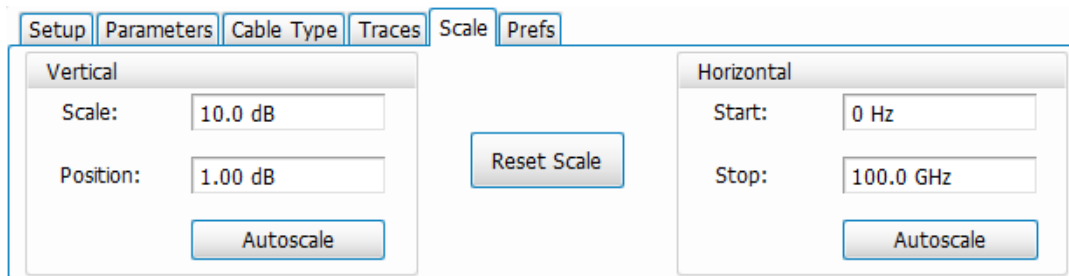 Setup Parameters Cable Type Traces Scale Prefs
Vertical
Scale: 10.0 dB
Position: 1.00 dB
Autoscale
Reset Scale
Horizontal
Start: 0 Hz
Stop: 100.0 GHz
Autoscale